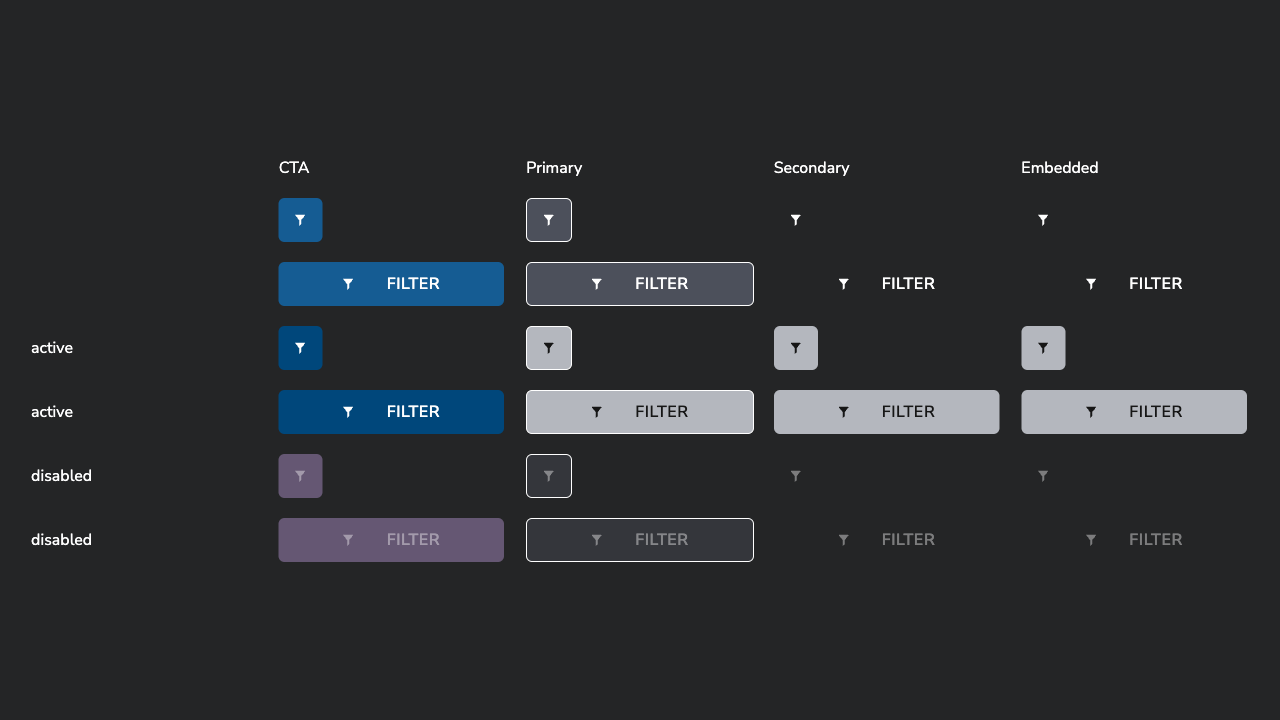 CTA Primary Secondary Embedded
FILTER FILTER FILTER FILTER
active
active FILTER FILTER FILTER FILTER
disabled
disabled FILTER FILTER FILTER FILTER